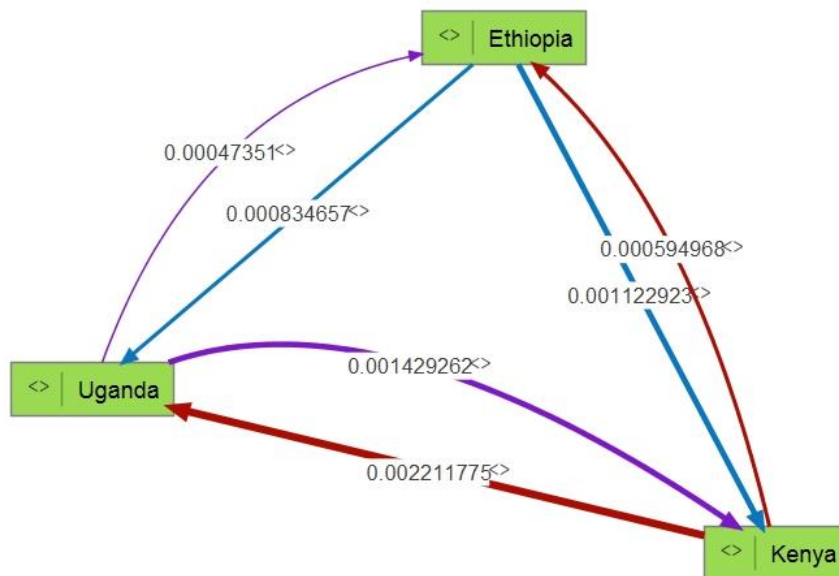 <> Ethiopia
0.00047351<>
0.000834657<>
0.000594968<>
0.001122923<>
0.001429262<>
<> Uganda
0.002211775<>
<> Kenya